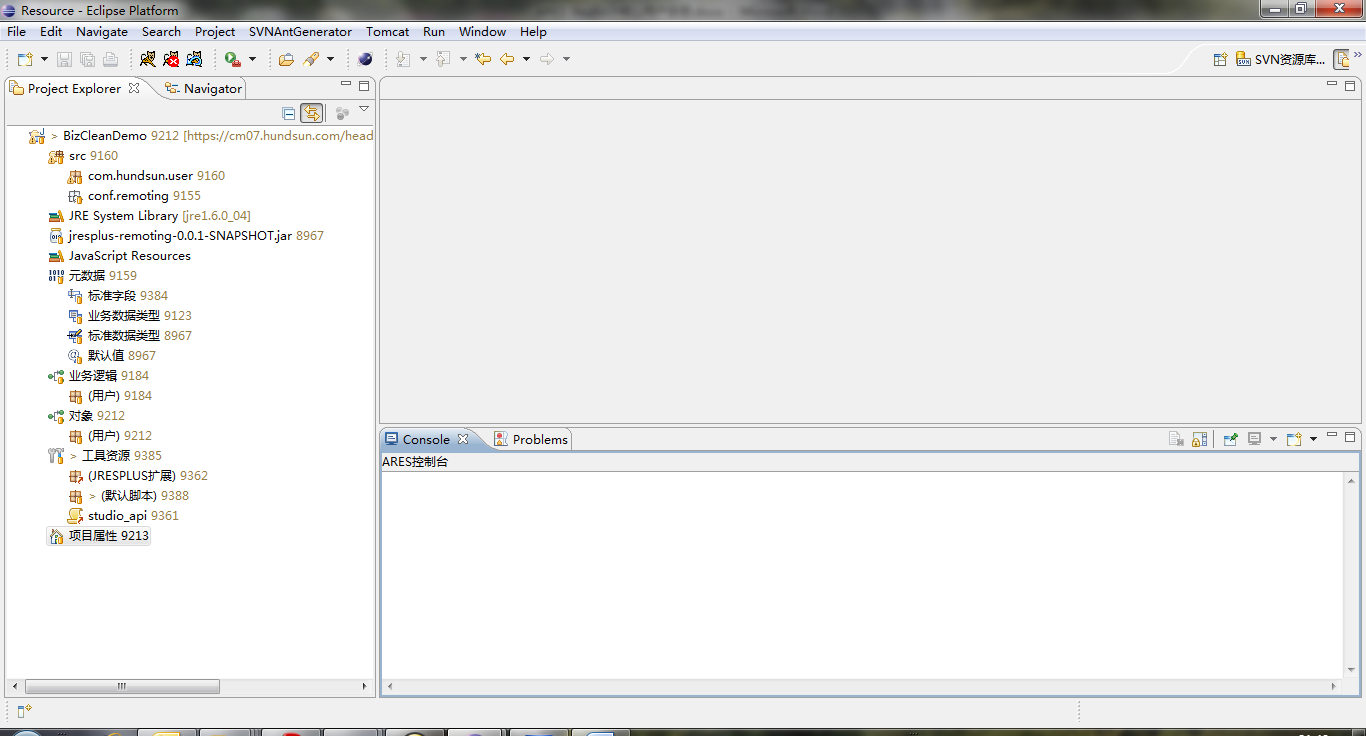 Resource - Eclipse Platform
File Edit Navigate Search Project SVNAntGenerator Tomcat Run Window Help
SVN资源库...
Project Explorer Navigator
> BizCleanDemo 9212 [https://cm07.hundsun.com/head
src 9160
com.hundsun.user 9160
conf.remoting 9155
JRE System Library [jre1.6.0_04]
jresplus-remoting-0.0.1-SNAPSHOT.jar 8967
JavaScript Resources
元数据 9159
标准字段 9384
业务数据类型 9123
标准数据类型 8967
默认值 8967
业务逻辑 9184
(用户) 9184
对象 9212
(用户) 9212
> 工具资源 9385
(JRESPLUS扩展) 9362
> (默认脚本) 9388
studio_api 9361
项目属性 9213
Console Problems
ARES控制台